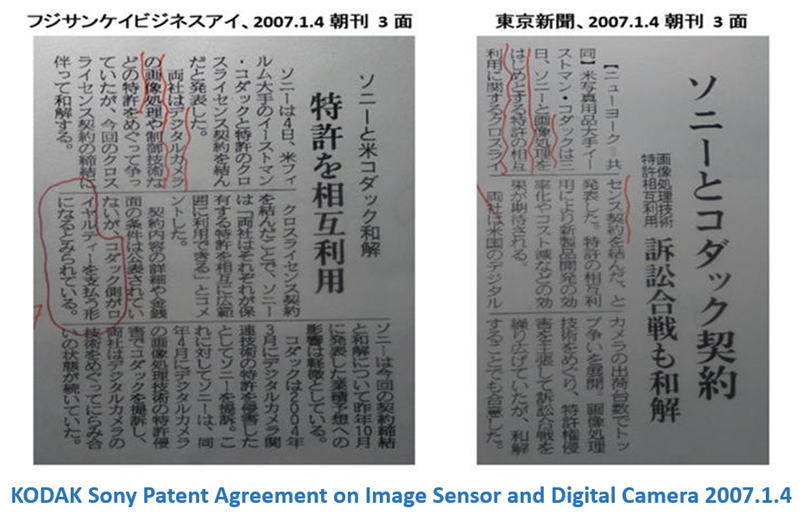 フジサンケイビジネスアイ、2007.1.4 朝刊 3 面
ソニーと米コダック和解
特許を相互利用
ソニーは4日、米フィ
ルム大手のイーストマン
・コダックと特許のクロ
スライセンス契約を結ん
だと発表した。
両社はデジタルカメラ
の画像処理や制御技術な
どの特許をめぐって争っ
ていたが、今回のクロス
ライセンス契約の締結に
伴って和解する。
クロスライセンス契約
を結んだことで、ソニー
は「両社はそれぞれが保
有する特許を相互に広範
囲に利用できる」とコメ
ントした。
契約内容の詳細や金銭
面の条件は公表されてい
ないが、コダック側がロ
イヤルティーを支払う形
になるとみられている。
ソニーは今回の契約締結
と和解について昨年10月
に発表した業績予想への
影響は軽微としている。
コダックは2004年
3月にデジタルカメラ関
連技術の特許を侵害した
としてソニーを提訴。こ
れに対してソニーは、同
年4月にデジタルカメラ
の画像処理技術の特許侵
害でコダックを提訴し、
両社はデジタルカメラの
技術をめぐってにらみ合
いの状態が続いていた。
東京新聞、2007.1.4 朝刊 3 面
ソニーとコダック契約
画像処理技術
特許相互利用
訴訟合戦も和解
【ニューヨーク＝共
同】米写真用品大手イー
ストマン・コダックは三
日、ソニーと画像処理を
はじめとする特許の相互
利用に関するクロスライ
センス契約を結んだ、と
発表した。特許の相互利
用により新製品開発の効
率化やコスト減などの効
果が期待される。
両社は米国のデジタル
カメラの出荷台数でトッ
プ争いを展開。画像処理
技術をめぐり、特許権侵
害を主張して訴訟合戦を
繰り広げていたが、和解
することでも合意した。
KODAK Sony Patent Agreement on Image Sensor and Digital Camera 2007.1.4